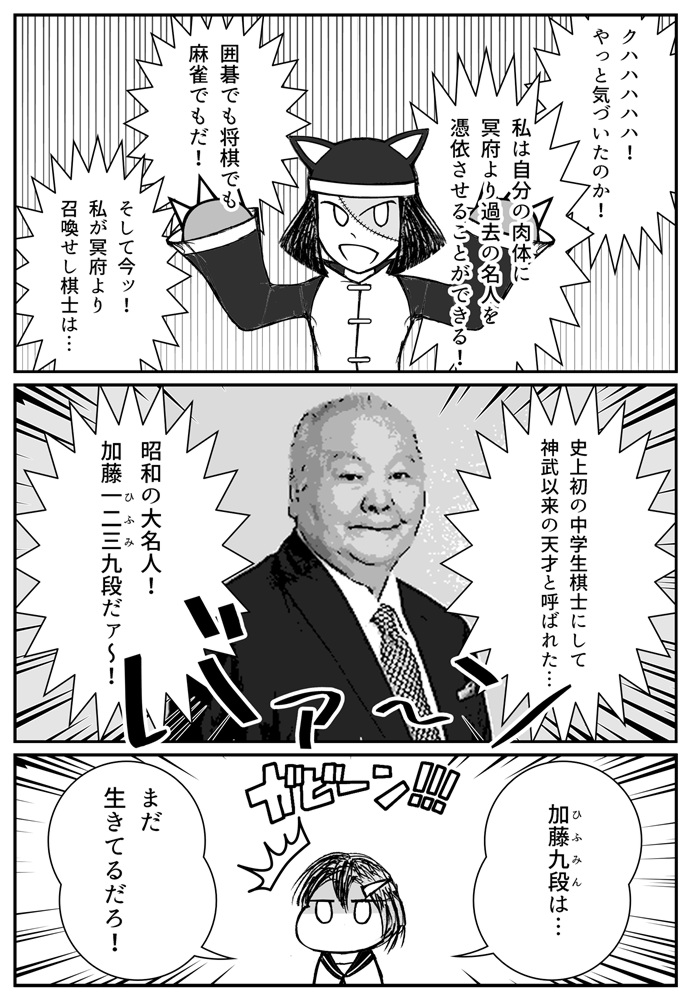 クハハハハハ！
やっと気づいたのか！
私は自分の肉体に
冥府より過去の名人を
憑依させることができる！
囲碁でも将棋でも
麻雀でもだ！
そして今ッ！
私が冥府より
召喚せし棋士は…
史上初の中学生棋士にして
神武以来の天才と呼ばれた…
昭和の大名人！
加藤一二三九段だァ～！
ひふみ
ドァ〜ン
ガビーン!!!
加藤九段は…
ひふみん
まだ
生きてるだろ！